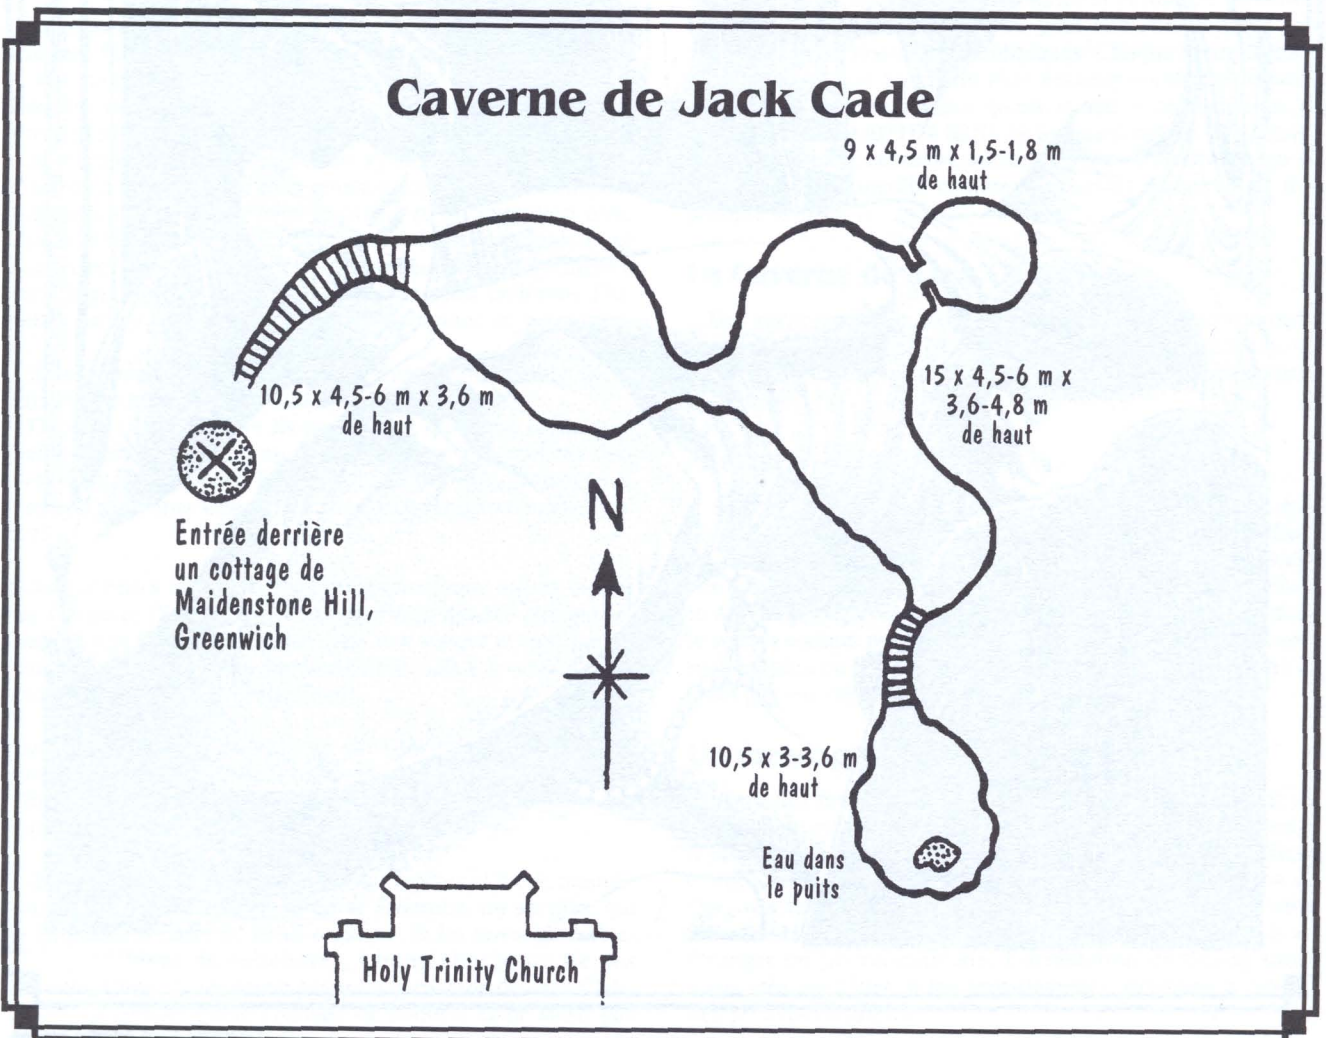 Caverne de Jack Cade
9 x 4,5 m x 1,5-1,8 m
de haut
15 x 4,5-6 m x
3,6-4,8 m
de haut
10,5 x 4,5-6 m x 3,6 m
de haut
N
Entrée derrière
un cottage de
Maidenstone Hill,
Greenwich
10,5 x 3-3,6 m
de haut
Eau dans
le puits
Holy Trinity Church